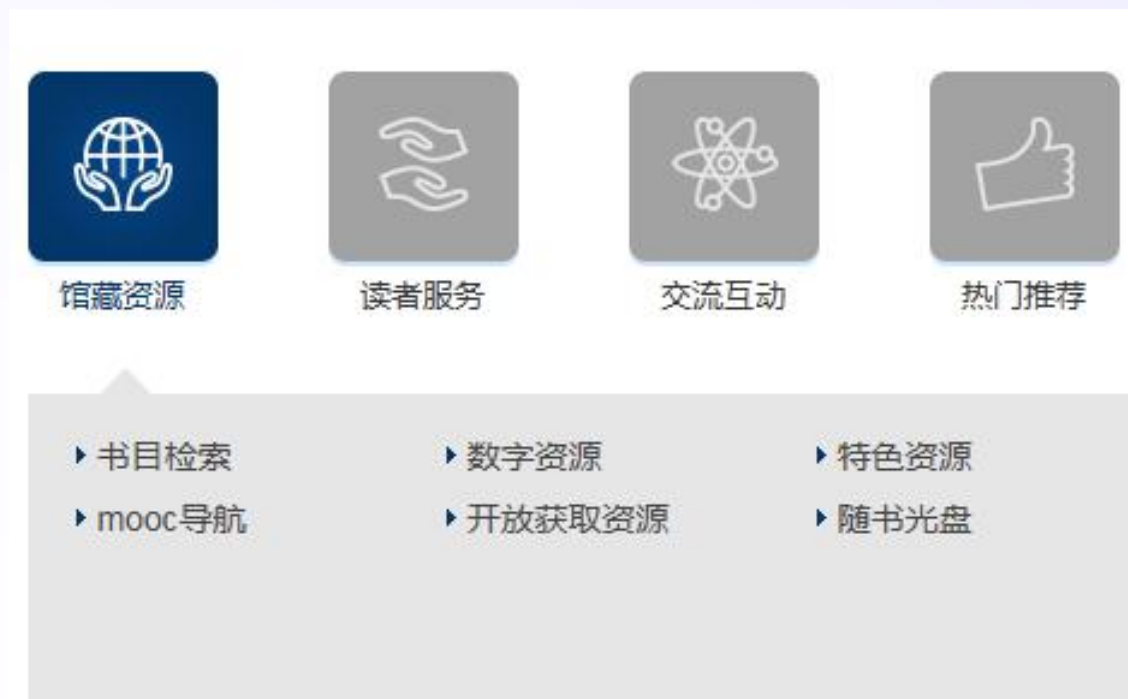 馆藏资源 读者服务 交流互动 热门推荐
书目检索 数字资源 特色资源
mooc导航 开放获取资源 随书光盘